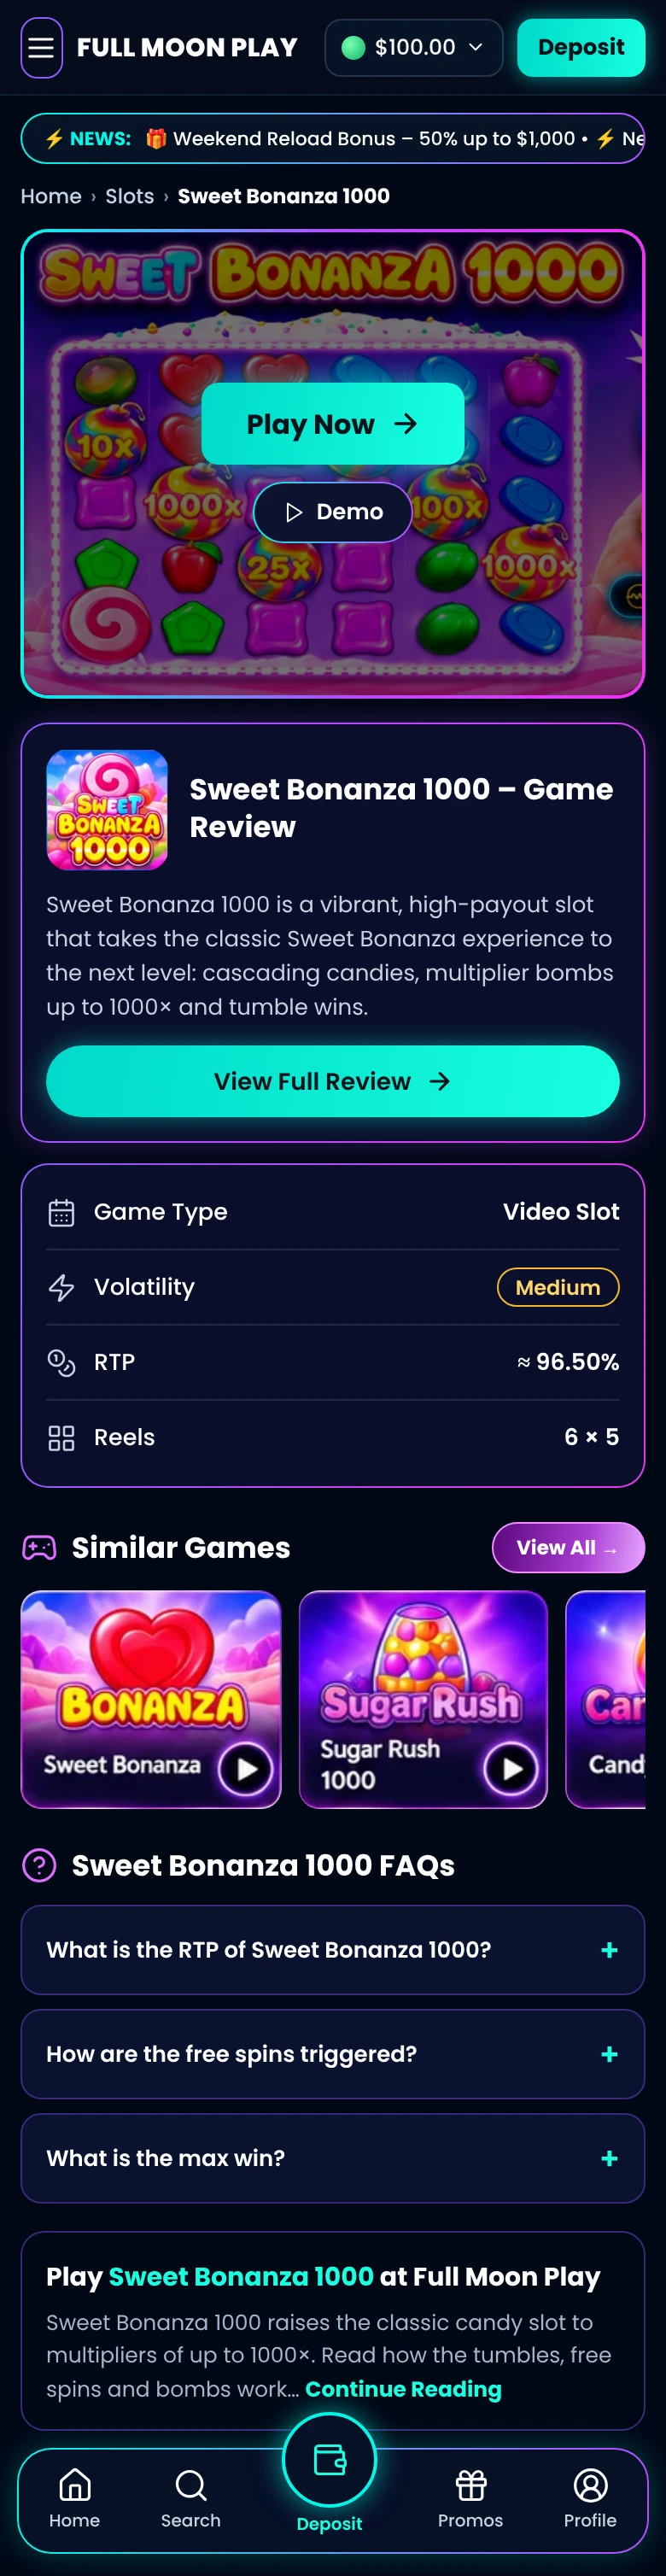 FULL MOON PLAY
$100.00
Deposit
⚡ NEWS: 🎁 Weekend Reload Bonus – 50% up to $1,000 • ⚡ Ne
Home › Slots › Sweet Bonanza 1000
SWEET BONANZA 1000
10x
1000x
100x
25x
1000x
Play Now →
Demo
SWEET
BONANZA
1000
Sweet Bonanza 1000 – Game
Review
Sweet Bonanza 1000 is a vibrant, high-payout slot
that takes the classic Sweet Bonanza experience to
the next level: cascading candies, multiplier bombs
up to 1000× and tumble wins.
View Full Review →
Game Type
Video Slot
Volatility
Medium
RTP
≈ 96.50%
Reels
6 × 5
Similar Games
View All →
BONANZA
Sweet Bonanza
Sugar Rush
Sugar Rush
1000
Can
Cand
Sweet Bonanza 1000 FAQs
What is the RTP of Sweet Bonanza 1000? +
How are the free spins triggered? +
What is the max win? +
Play Sweet Bonanza 1000 at Full Moon Play
Sweet Bonanza 1000 raises the classic candy slot to
multipliers of up to 1000×. Read how the tumbles, free
spins and bombs work... Continue Reading
Home
Search
Deposit
Promos
Profile